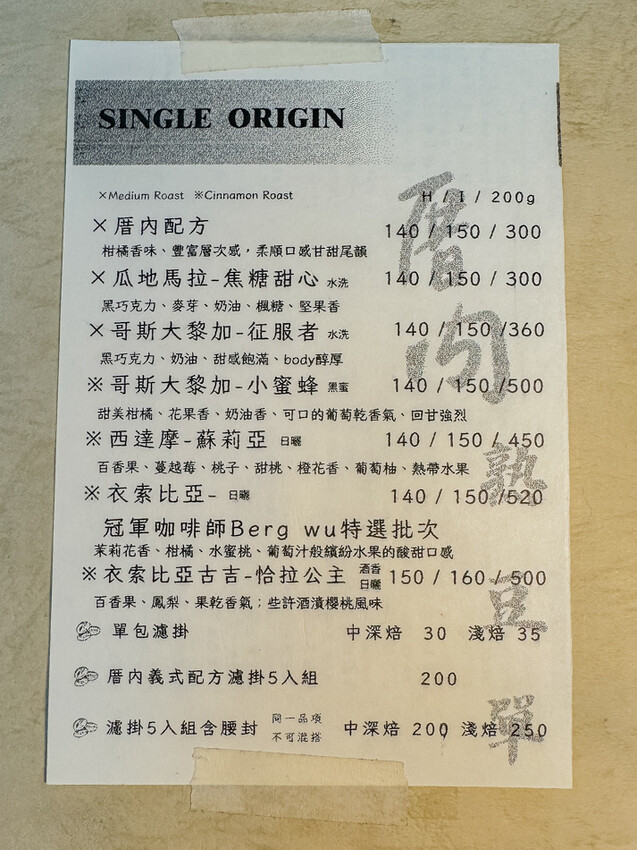 SINGLE ORIGIN
×Medium Roast ※Cinnamon Roast H / I / 200g
×厝內配方 140 / 150 / 300
柑橘香味、豐富層次感，柔順口感甘甜尾韻
×瓜地馬拉-焦糖甜心 水洗 140 / 150 / 300
黑巧克力、麥芽、奶油、楓糖、堅果香
×哥斯大黎加-征服者 水洗 140 / 150 /360
黑巧克力、奶油、甜感飽滿、body醇厚
※哥斯大黎加-小蜜蜂 黑蜜 140 / 150 /500
甜美柑橘、花果香、奶油香、可口的葡萄乾香氣、回甘強烈
※西達摩-蘇莉亞 日曬 140 / 150 / 450
百香果、蔓越莓、桃子、甜桃、橙花香、葡萄柚、熱帶水果
※衣索比亞- 日曬 140 / 150 /520
冠軍咖啡師Berg wu特選批次
茉莉花香、柑橘、水蜜桃、葡萄汁般繽紛水果的酸甜口感
※衣索比亞古吉-恰拉公主 酒香 日曬 150 / 160 / 500
百香果、鳳梨、果乾香氣；些許酒漬櫻桃風味
單包濾掛 中深焙 30 淺焙 35
厝內義式配方濾掛5入組 200
濾掛5入組含腰封 同一品項 不可混搭 中深焙 200 淺焙 250
厝內熟豆單